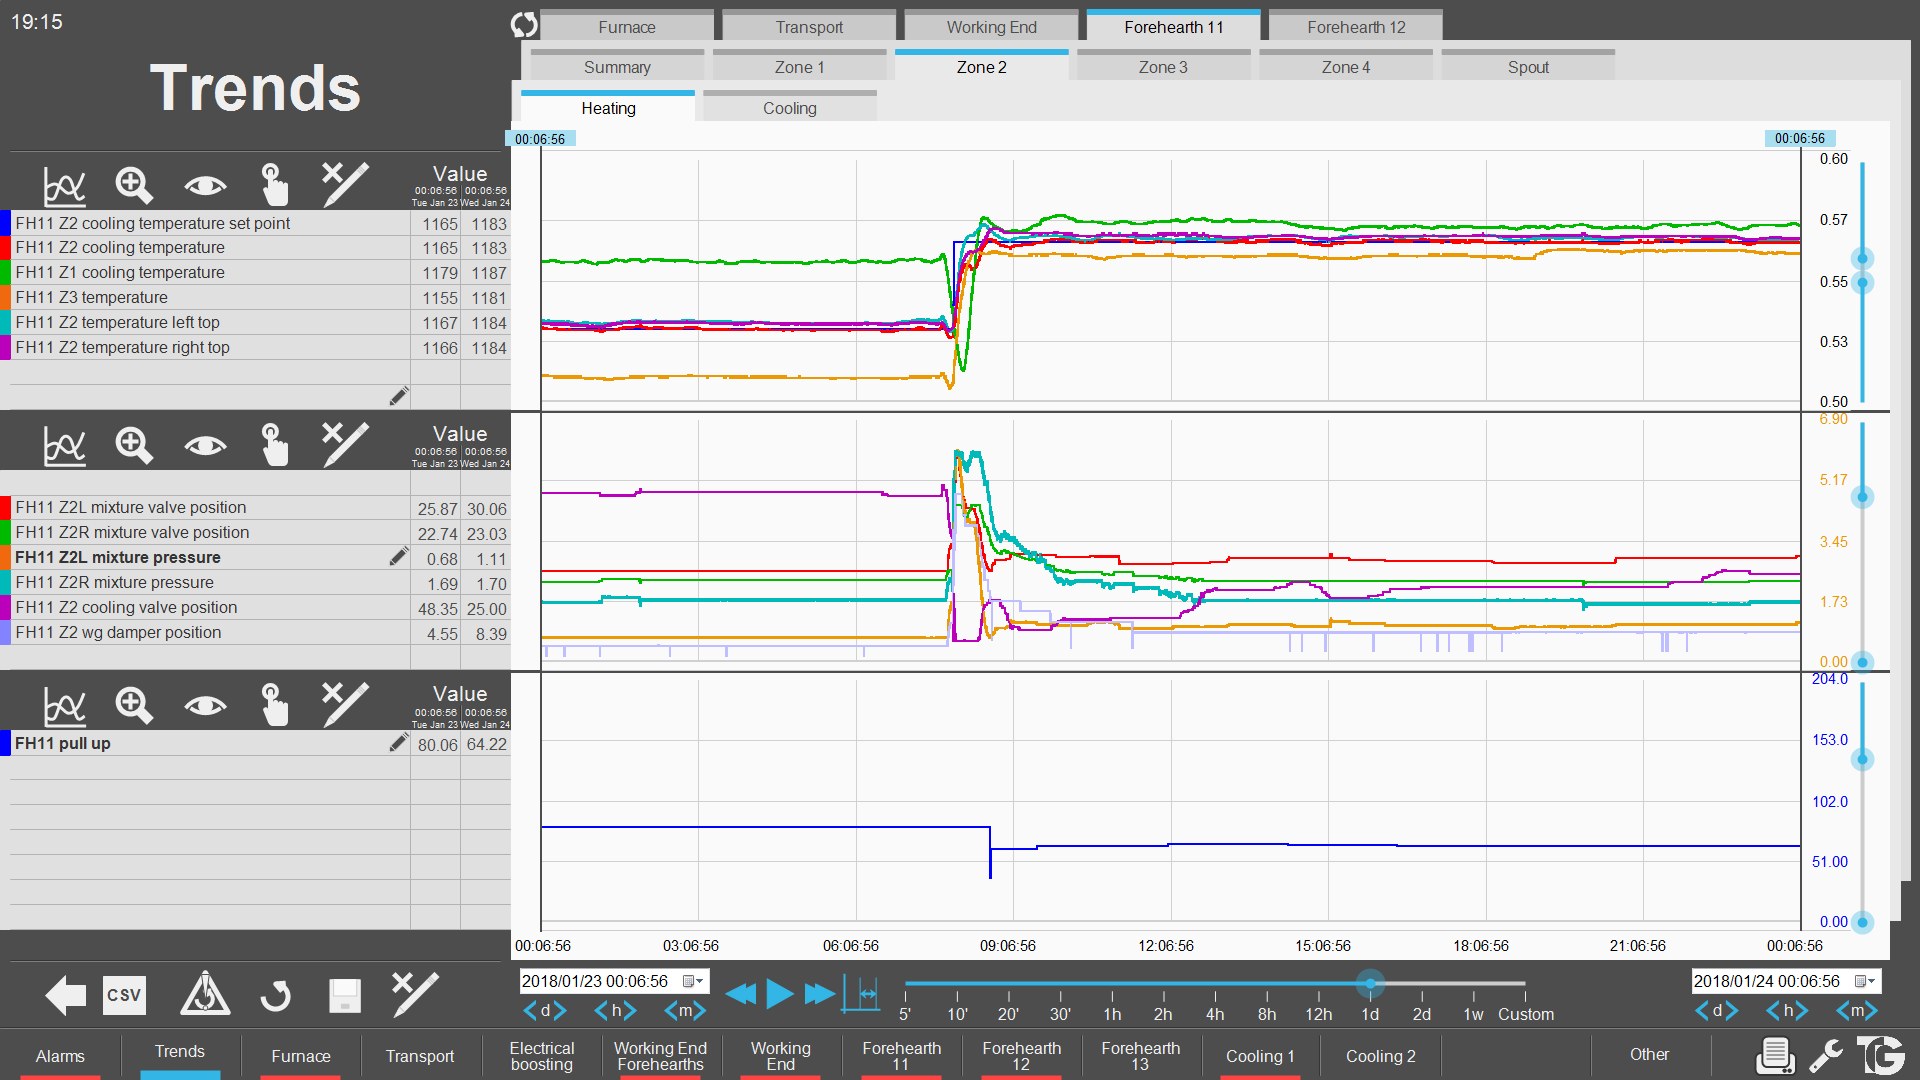 19:15
Furnace Transport Working End Forehearth 11 Forehearth 12
Summary Zone 1 Zone 2 Zone 3 Zone 4 Spout
Trends
Heating Cooling
00:06:56 00:06:56
Value
00:06:56 00:06:56
Tue Jan 23 Wed Jan 24
FH11 Z2 cooling temperature set point 1165 1183
FH11 Z2 cooling temperature 1165 1183
FH11 Z1 cooling temperature 1179 1187
FH11 Z3 temperature 1155 1181
FH11 Z2 temperature left top 1167 1184
FH11 Z2 temperature right top 1166 1184
0.60
0.57
0.55
0.53
0.50
Value
00:06:56 00:06:56
Tue Jan 23 Wed Jan 24
FH11 Z2L mixture valve position 25.87 30.06
FH11 Z2R mixture valve position 22.74 23.03
FH11 Z2L mixture pressure 0.68 1.11
FH11 Z2R mixture pressure 1.69 1.70
FH11 Z2 cooling valve position 48.35 25.00
FH11 Z2 wg damper position 4.55 8.39
6.90
5.17
3.45
1.73
0.00
Value
00:06:56 00:06:56
Tue Jan 23 Wed Jan 24
FH11 pull up 80.06 64.22
204.0
153.0
102.0
51.00
0.00
00:06:56 03:06:56 06:06:56 09:06:56 12:06:56 15:06:56 18:06:56 21:06:56 00:06:56
CSV
2018/01/23 00:06:56
d h m
5' 10' 20' 30' 1h 2h 4h 8h 12h 1d 2d 1w Custom
2018/01/24 00:06:56
d h m
Alarms
Trends
Furnace
Transport
Electrical
boosting
Working End
Forehearths
Working
End
Forehearth
11
Forehearth
12
Forehearth
13
Cooling 1
Cooling 2
Other
TG